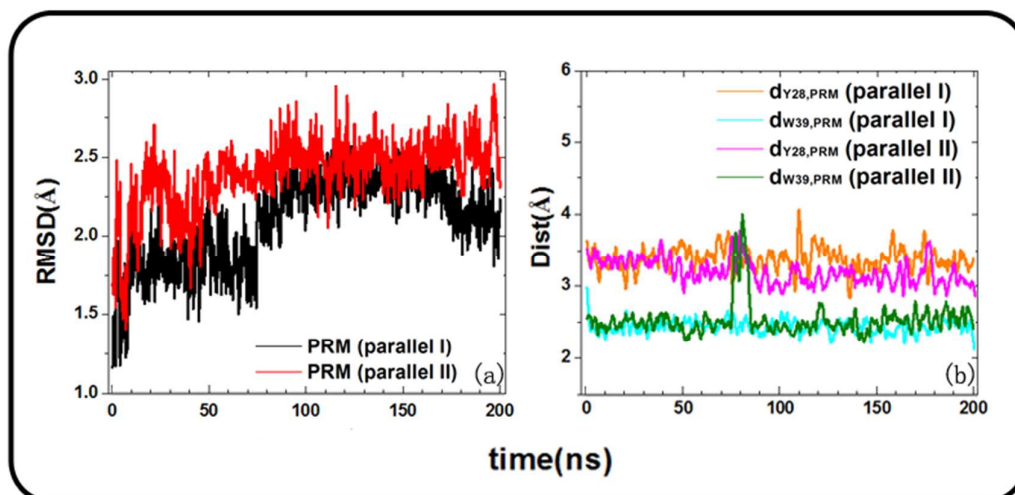 3.0
2.5
2.0
1.5
1.0
RMSD(Å)
PRM (parallel I)
PRM (parallel II)
(a)
0 50 100 150 200
6
5
4
3
2
Dist(Å)
dY28,PRM (parallel I)
dW39,PRM (parallel I)
dY28,PRM (parallel II)
dW39,PRM (parallel II)
(b)
0 50 100 150 200
time(ns)